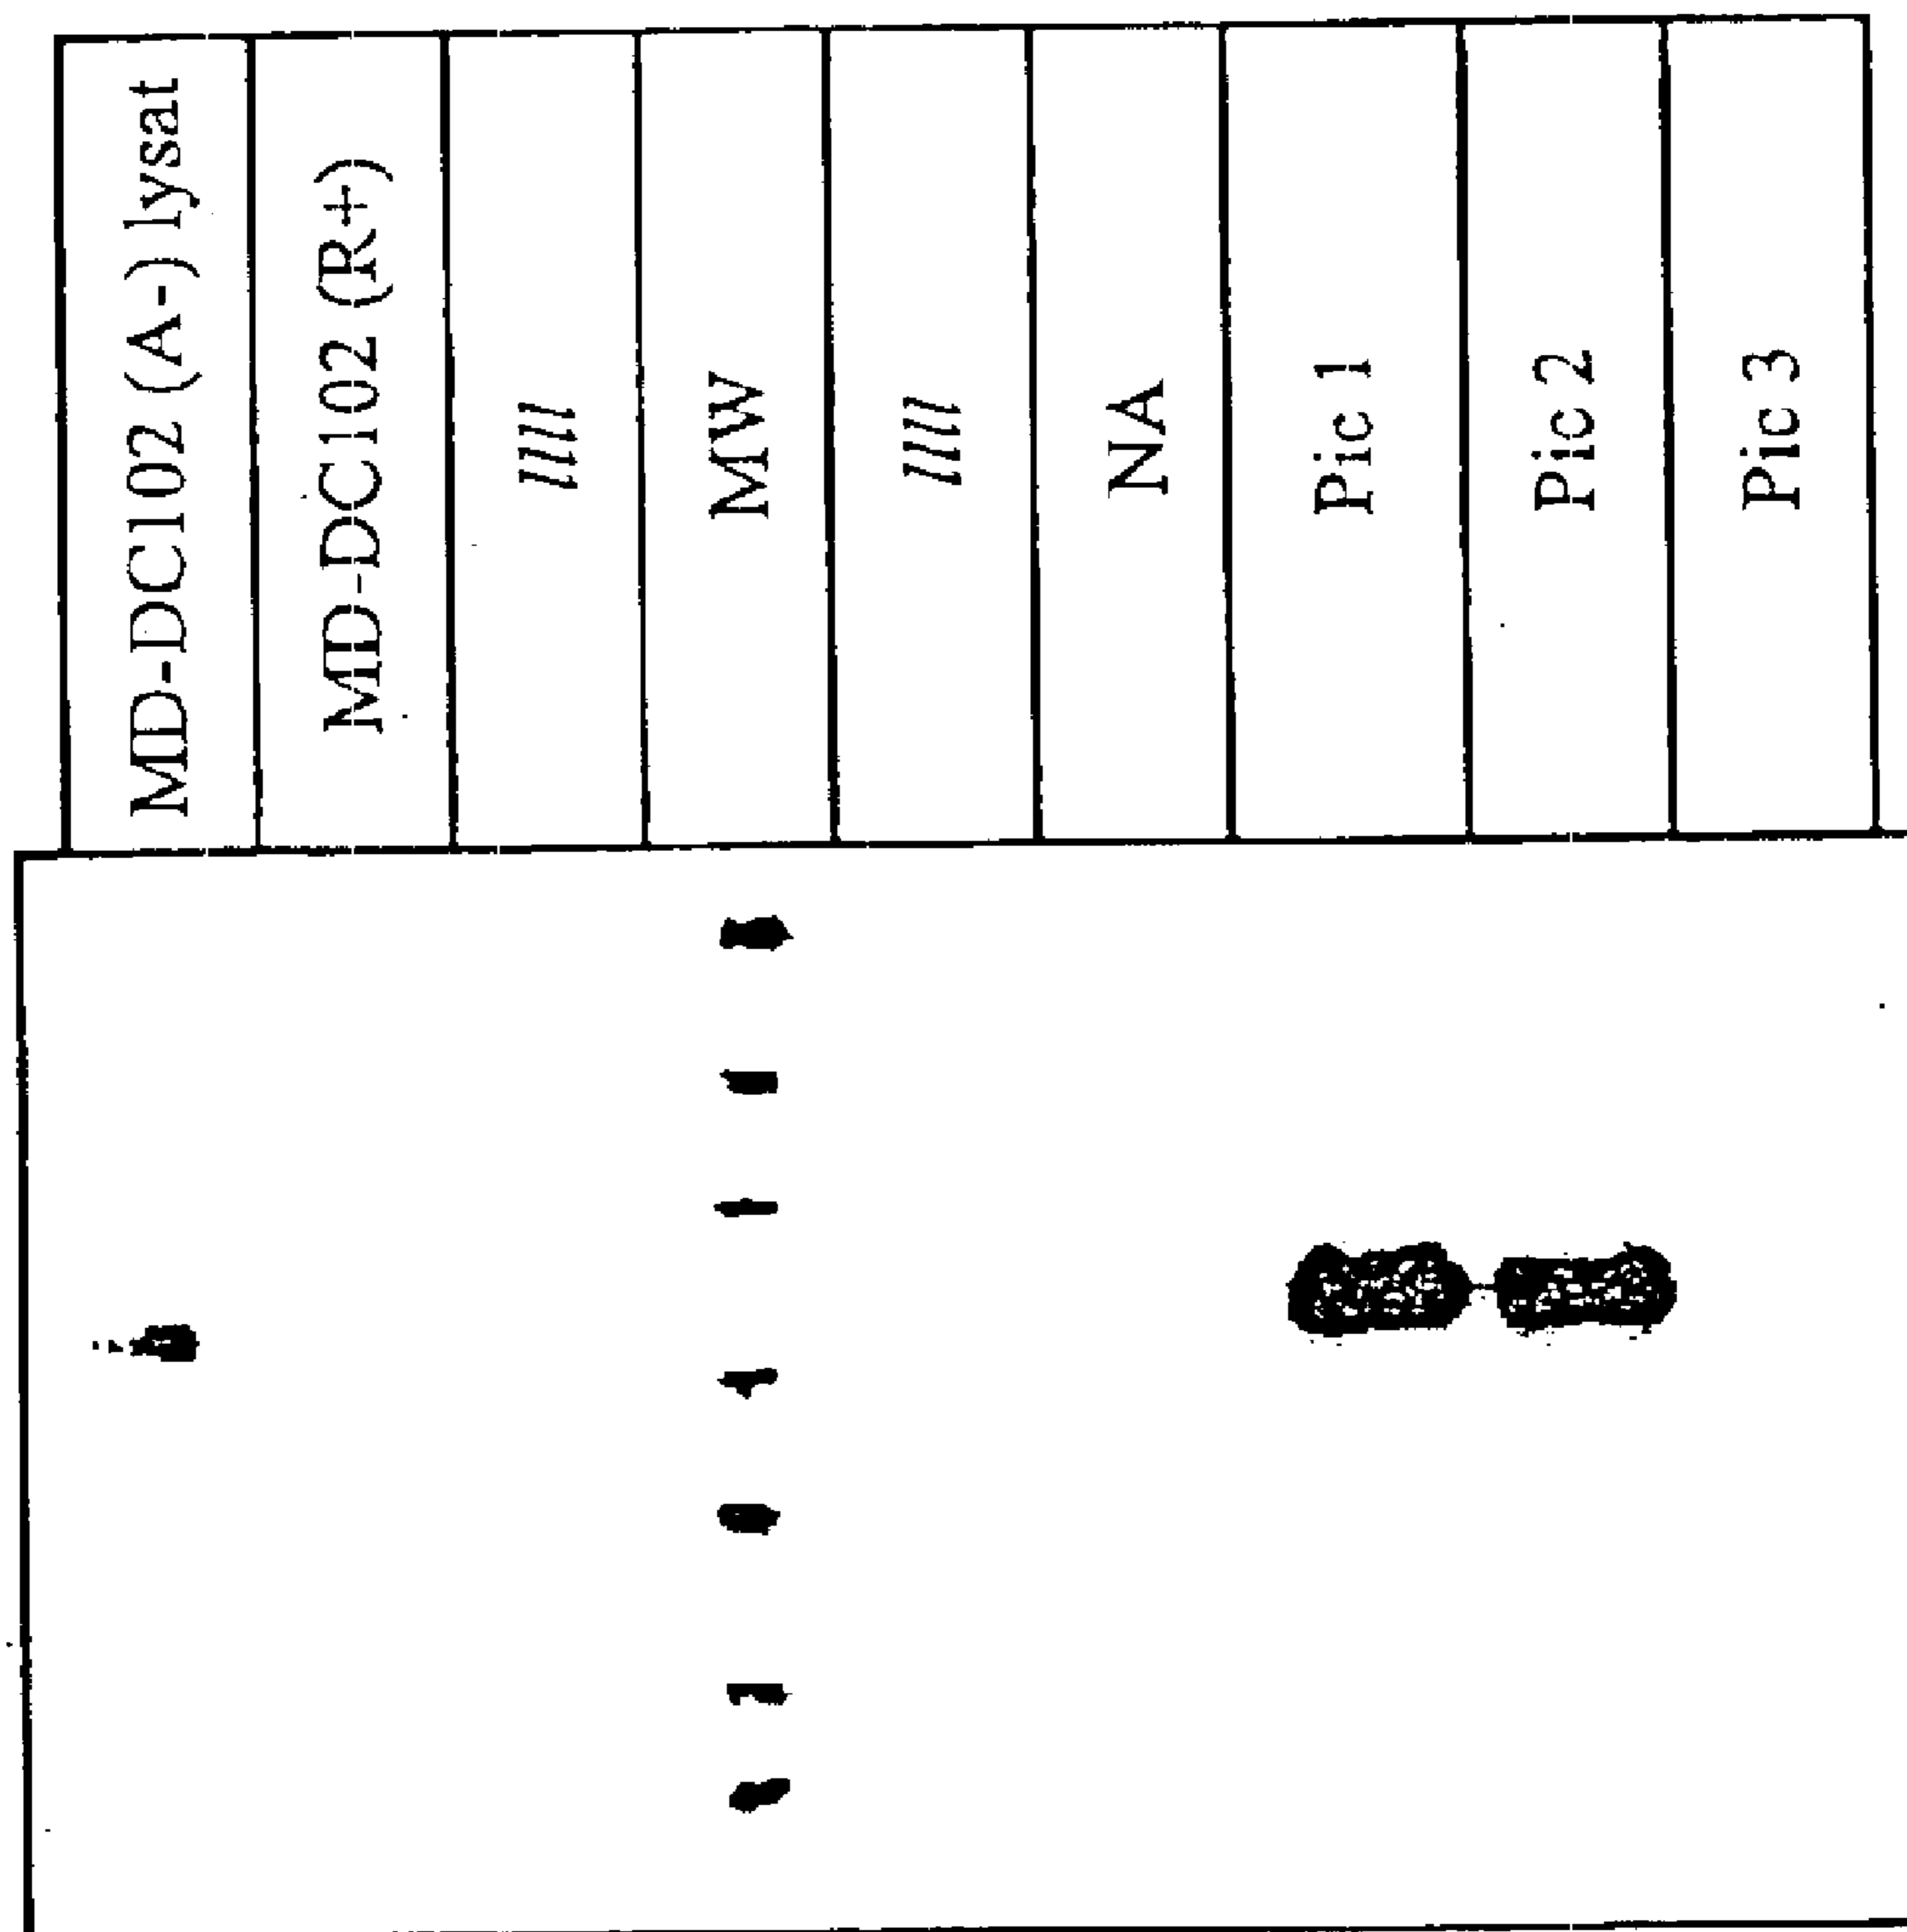 MD-DC102 (A-) lysat
MD-DC102 (R+)
////
MW
////
NA
Pic 1
Pic 2
Pic 3